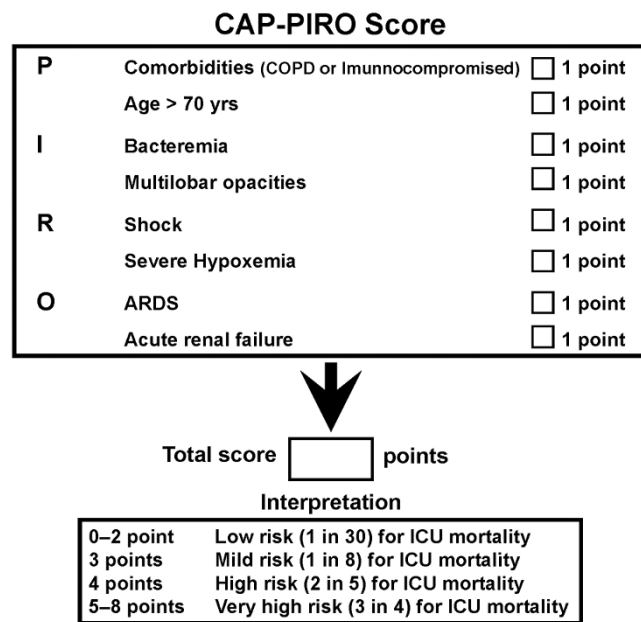 CAP-PIRO Score
P Comorbidities (COPD or Imunnocompromised) 1 point
Age > 70 yrs 1 point
I Bacteremia 1 point
Multilobar opacities 1 point
R Shock 1 point
Severe Hypoxemia 1 point
O ARDS 1 point
Acute renal failure 1 point
Total score points
Interpretation
0–2 point Low risk (1 in 30) for ICU mortality
3 points Mild risk (1 in 8) for ICU mortality
4 points High risk (2 in 5) for ICU mortality
5–8 points Very high risk (3 in 4) for ICU mortality